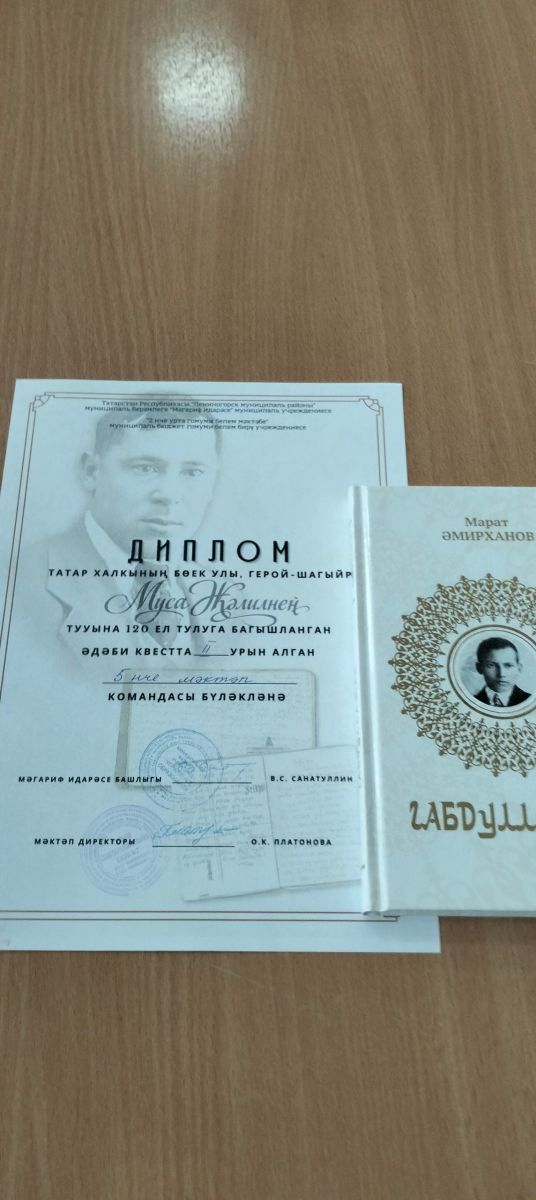 Татарстан Республикасы "Лениногорск муниципаль районы"
муниципаль берәмлеге "Мәгариф идарәсе" муниципаль учреждениесе
"2 нче урта гомуми белем мәктәбе"
муниципаль бюджет гомуми белем бирү учреждениесе
ДИПЛОМ
ТАТАР ХАЛКЫНЫҢ БӨЕК УЛЫ, ГЕРОЙ-ШАГЫЙР
Муса Җәлилнең
ТУУЫНА 120 ЕЛ ТУЛУГА БАГЫШЛАНГАН
ӘДӘБИ КВЕСТТА II УРЫН АЛГАН
5 нче мәктәп
КОМАНДАСЫ БҮЛӘКЛӘНӘ
МӘГАРИФ ИДАРӘСЕ БАШЛЫГЫ В.С. САНАТУЛЛИН
МӘКТӘП ДИРЕКТОРЫ О.К. ПЛАТОНОВА
Марат
ӘМИРХАНОВ
ГАБДУЛЛ